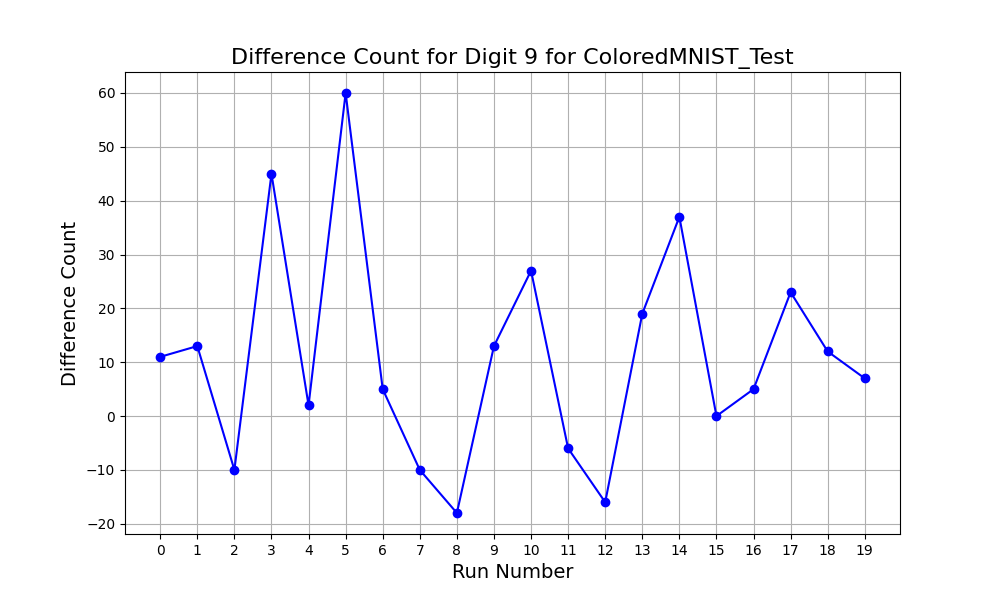 Difference Count for Digit 9 for ColoredMNIST_Test
60
50
40
30
20
10
0
−10
−20
Difference Count
0 1 2 3 4 5 6 7 8 9 10 11 12 13 14 15 16 17 18 19
Run Number